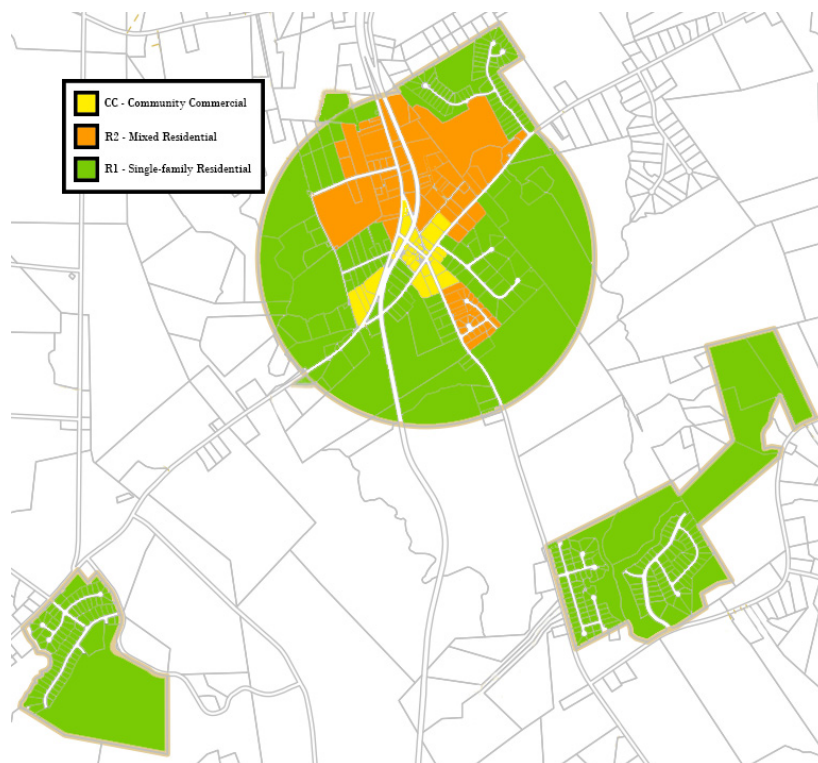 CC - Community Commercial
R2 - Mixed Residential
R1 - Single-family Residential